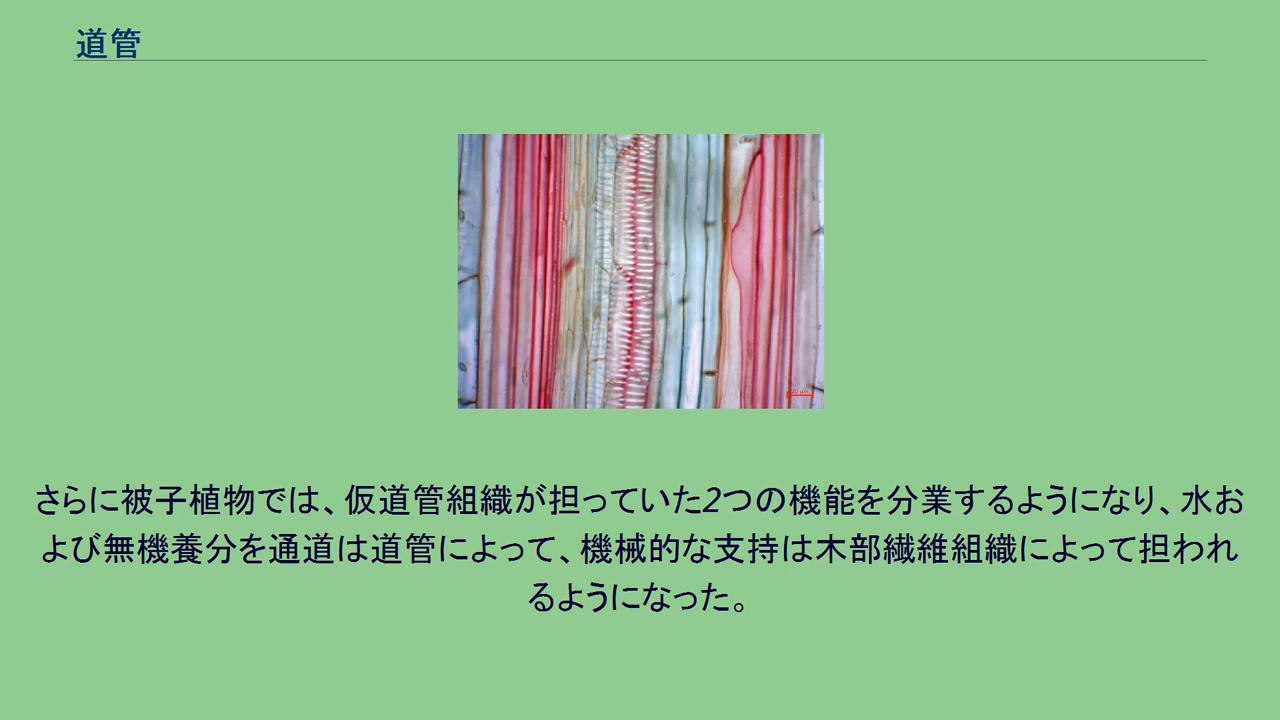 道管
さらに被子植物では、仮道管組織が担っていた2つの機能を分業するようになり、水お
よび無機養分を通道は道管によって、機械的な支持は木部繊維組織によって担われ
るようになった。